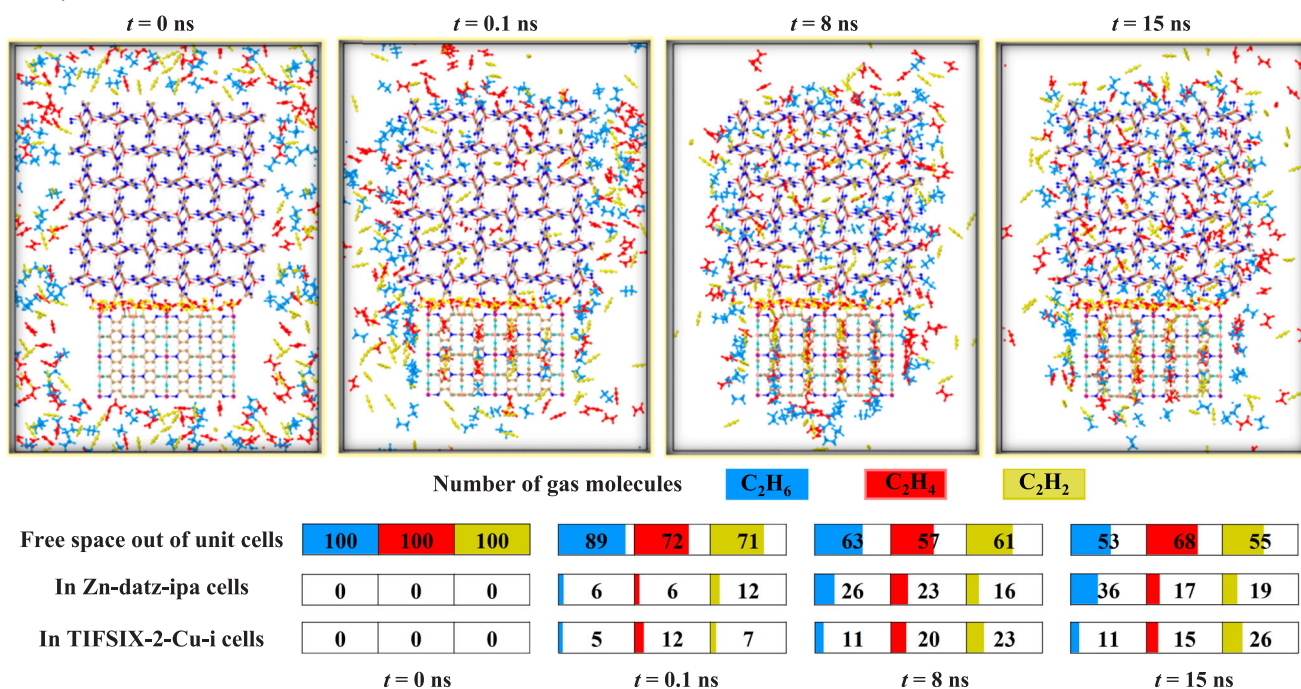 t = 0 ns t = 0.1 ns t = 8 ns t = 15 ns
Number of gas molecules C₂H₆ C₂H₄ C₂H₂
Free space out of unit cells 100 100 100 89 72 71 63 57 61 53 68 55
In Zn-datz-ipa cells 0 0 0 6 6 12 26 23 16 36 17 19
In TIFSIX-2-Cu-i cells 0 0 0 5 12 7 11 20 23 11 15 26
t = 0 ns t = 0.1 ns t = 8 ns t = 15 ns